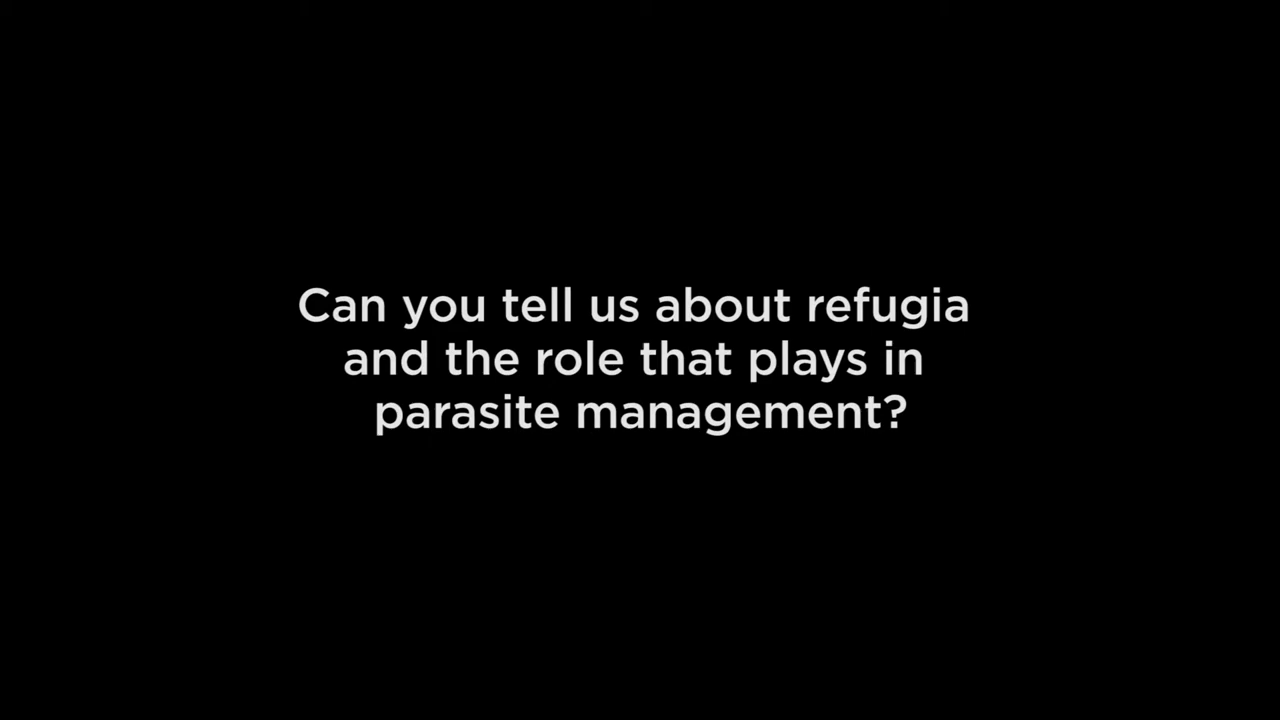 Can you tell us about refugia
and the role that plays in
parasite management?